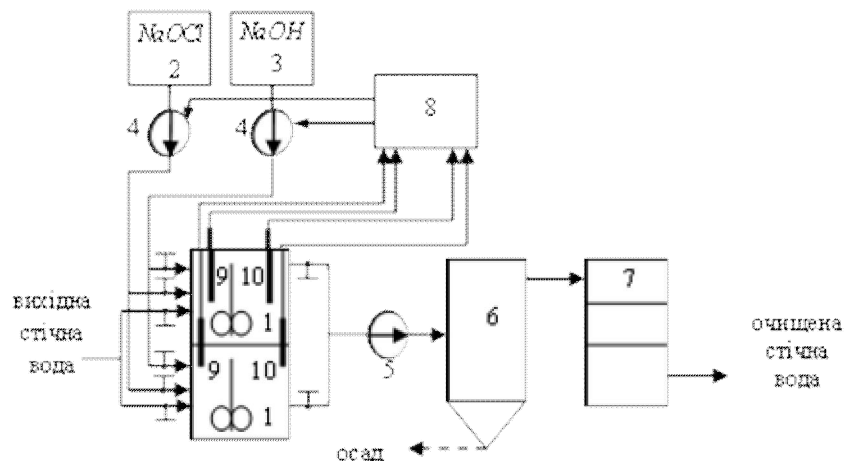 NaOCl
2
NaOH
3
4
4
8
9
10
1
9
10
1
вихідна
стічна
вода
5
6
7
очищена
стічна
вода
осад